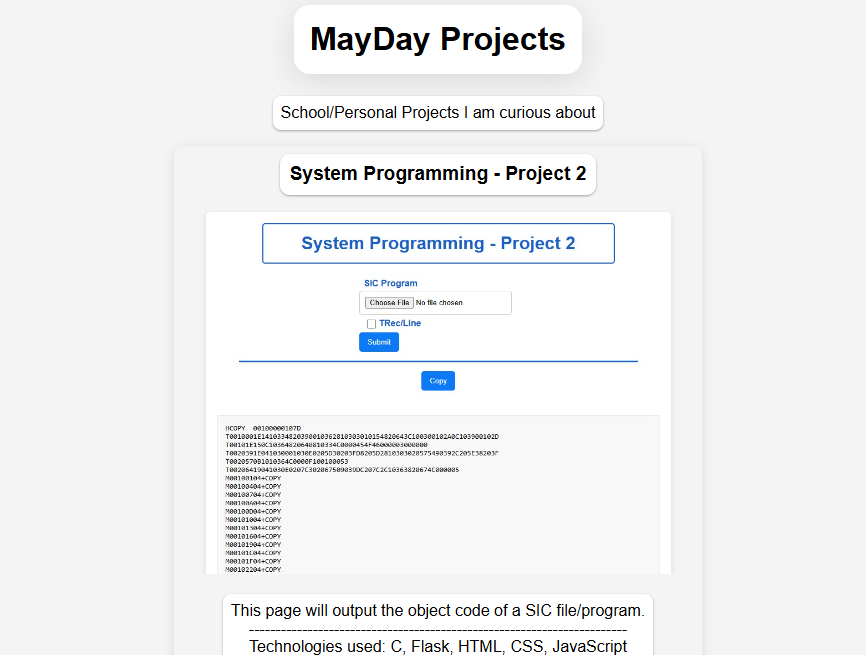 MayDay Projects
School/Personal Projects I am curious about
System Programming - Project 2
System Programming - Project 2
SIC Program
Choose File No file chosen
TRec/Line
Submit
Copy
HCOPY  00100000107D
T0010001E1410334820390010362810303010154820643C100300102A0C103900102D
T00101E150C10364820640810334C0000454F46000003000000
T0020391E041030001030E0205D30203FD8205D2810303020575490392C205E38203F
T0020570B1010364C0000F100100053
T00206419041030E0207C302067509039DC207C2C10363820674C000005
M00100104+COPY
M00100404+COPY
M00100704+COPY
M00100A04+COPY
M00100D04+COPY
M00101004+COPY
M00101304+COPY
M00101604+COPY
M00101904+COPY
M00101C04+COPY
M00101F04+COPY
M00102204+COPY
This page will output the object code of a SIC file/program.
------------------------------------------------------------------------
Technologies used: C, Flask, HTML, CSS, JavaScript